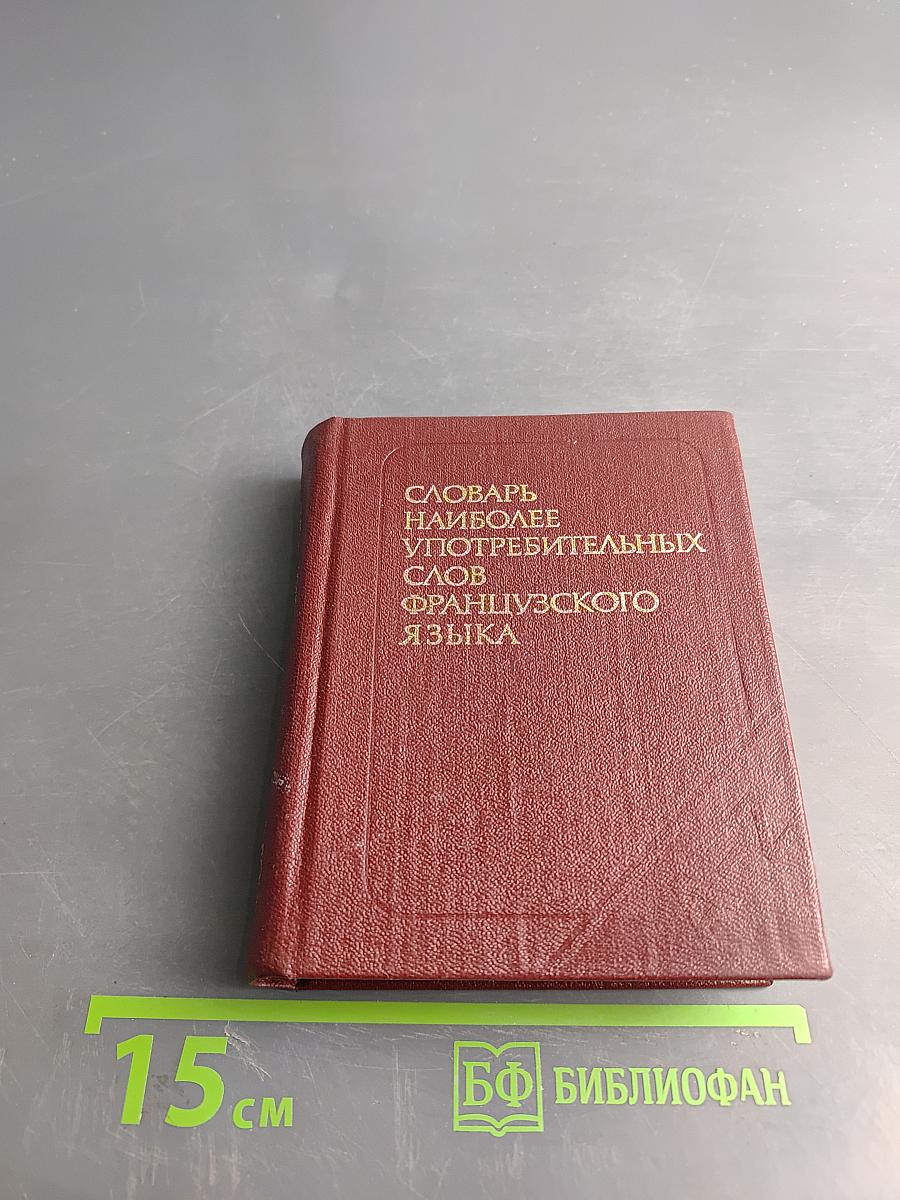 СЛОВАРЬ
НАИБОЛЕЕ
УПОТРЕБИТЕЛЬНЫХ
СЛОВ
ФРАНЦУЗСКОГО
ЯЗЫКА
15 см
БФ БИБЛИОФАН